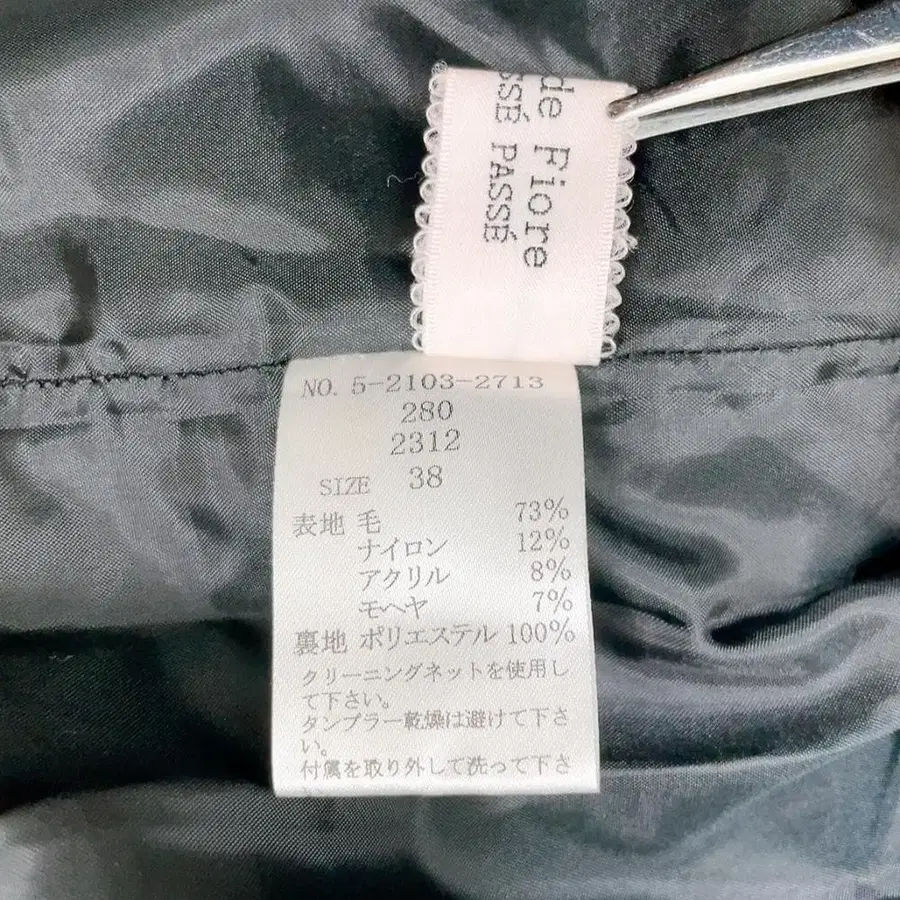 de Fiore
SSÉ PASSÉ
NO. 5-2103-2713
280
2312
SIZE 38
表地 毛 73%
ナイロン 12%
アクリル 8%
モヘヤ 7%
裏地 ポリエステル 100%
クリーニングネットを使用し
て下さい。
タンブラー乾燥は避けて下さ
い。
付属を取り外して洗って下さ